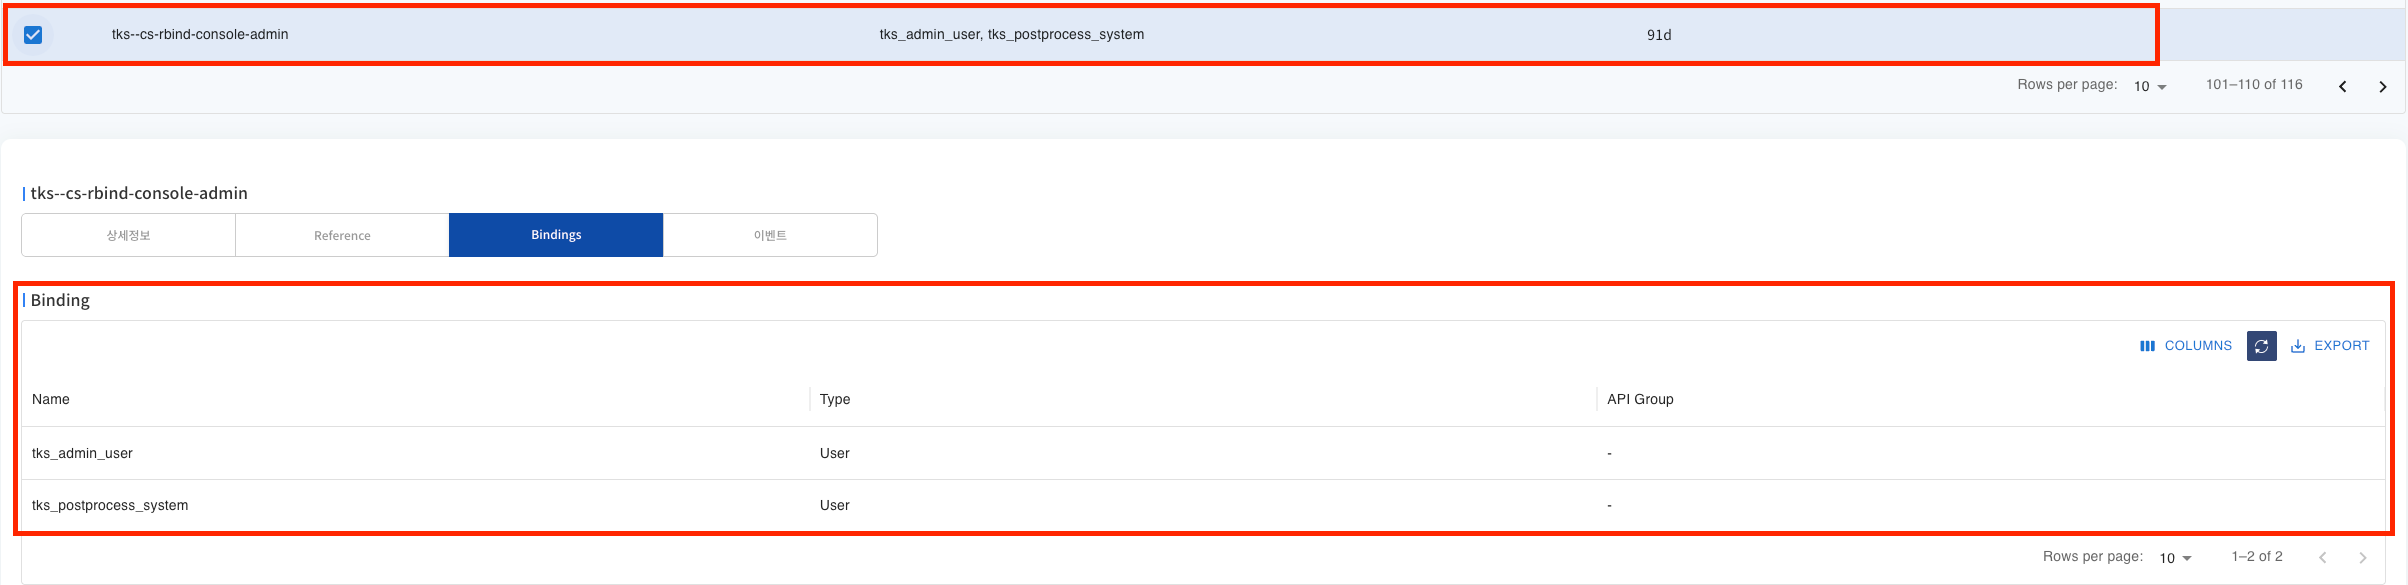 tks--cs-rbind-console-admin tks_admin_user, tks_postprocess_system 91d
Rows per page: 10 101–110 of 116
tks--cs-rbind-console-admin
상세정보 Reference Bindings 이벤트
Binding
COLUMNS EXPORT
Name Type API Group
tks_admin_user User -
tks_postprocess_system User -
Rows per page: 10 1–2 of 2